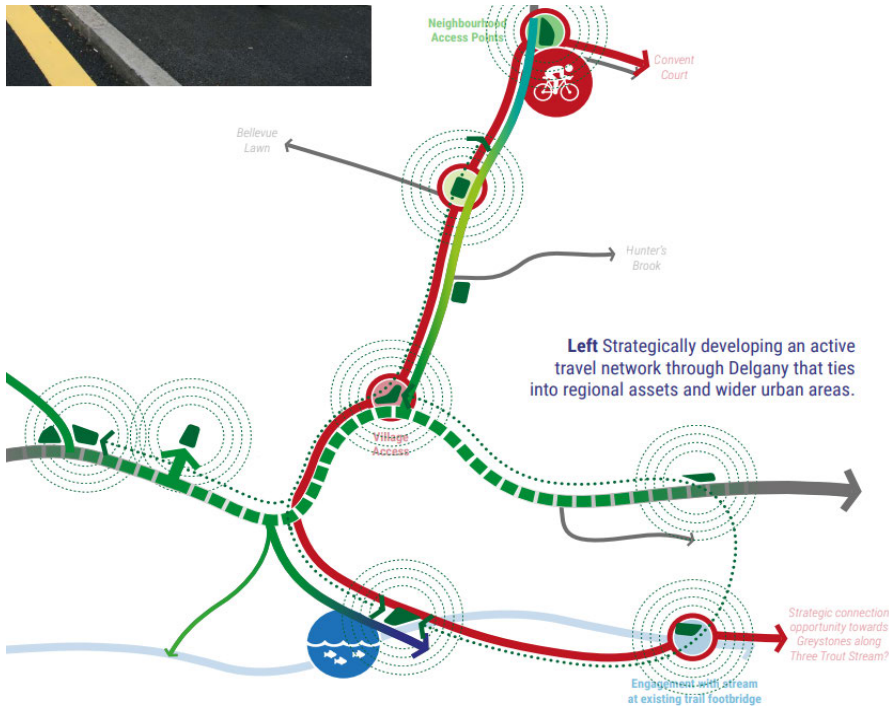 Neighbourhood
Access Points
Convent
Court
Bellevue
Lawn
Hunter's
Brook
Left Strategically developing an active
travel network through Delgany that ties
into regional assets and wider urban areas.
Village
Access
Strategic connection
opportunity towards
Greystones along
Three Trout Stream?
Engagement with stream
at existing trail footbridge